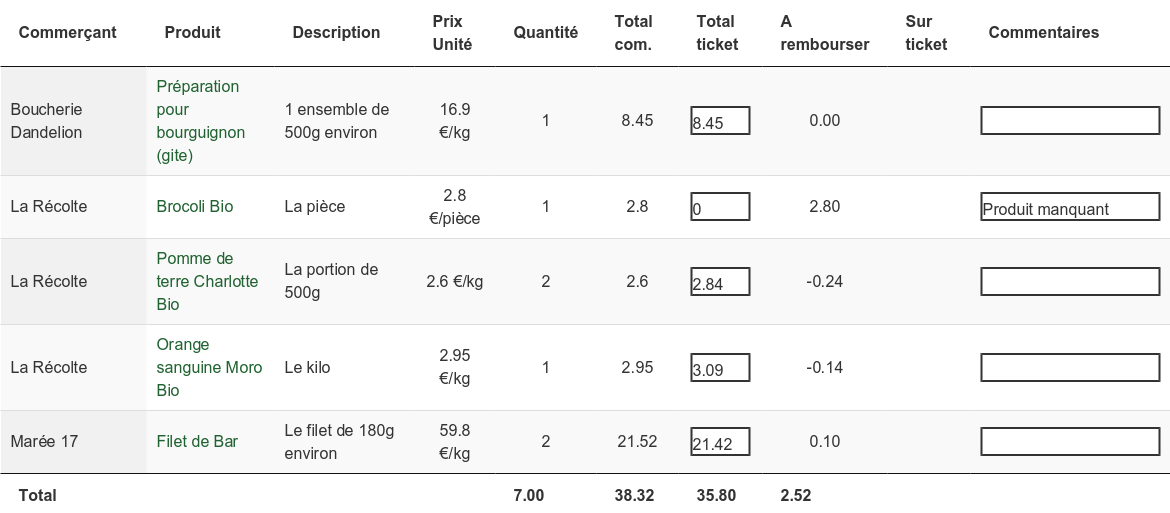 Commerçant Produit Description Prix Unité Quantité Total com. Total ticket A rembourser Sur ticket Commentaires
Boucherie Dandelion Préparation pour bourguignon (gite) 1 ensemble de 500g environ 16.9 €/kg 1 8.45 8.45 0.00
La Récolte Brocoli Bio La pièce 2.8 €/pièce 1 2.8 0 2.80 Produit manquant
La Récolte Pomme de terre Charlotte Bio La portion de 500g 2.6 €/kg 2 2.6 2.84 -0.24
La Récolte Orange sanguine Moro Bio Le kilo 2.95 €/kg 1 2.95 3.09 -0.14
Marée 17 Filet de Bar Le filet de 180g environ 59.8 €/kg 2 21.52 21.42 0.10
Total 7.00 38.32 35.80 2.52